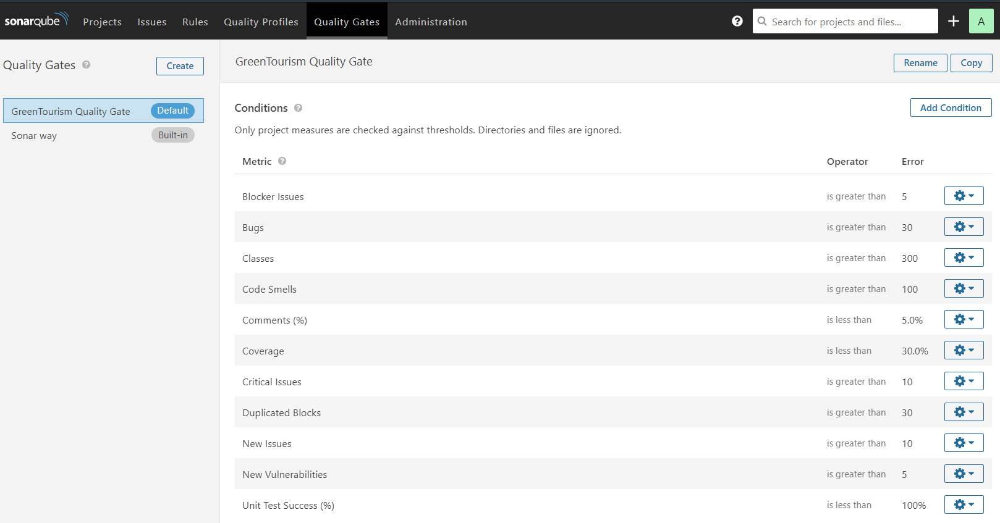 sonarqube Projects Issues Rules Quality Profiles Quality Gates Administration Search for projects and files... A
Quality Gates Create
GreenTourism Quality Gate Default
Sonar way Built-in
GreenTourism Quality Gate Rename Copy
Conditions Add Condition
Only project measures are checked against thresholds. Directories and files are ignored.
Metric Operator Error
Blocker Issues is greater than 5
Bugs is greater than 30
Classes is greater than 300
Code Smells is greater than 100
Comments (%) is less than 5.0%
Coverage is less than 30.0%
Critical Issues is greater than 10
Duplicated Blocks is greater than 30
New Issues is greater than 10
New Vulnerabilities is greater than 5
Unit Test Success (%) is less than 100%